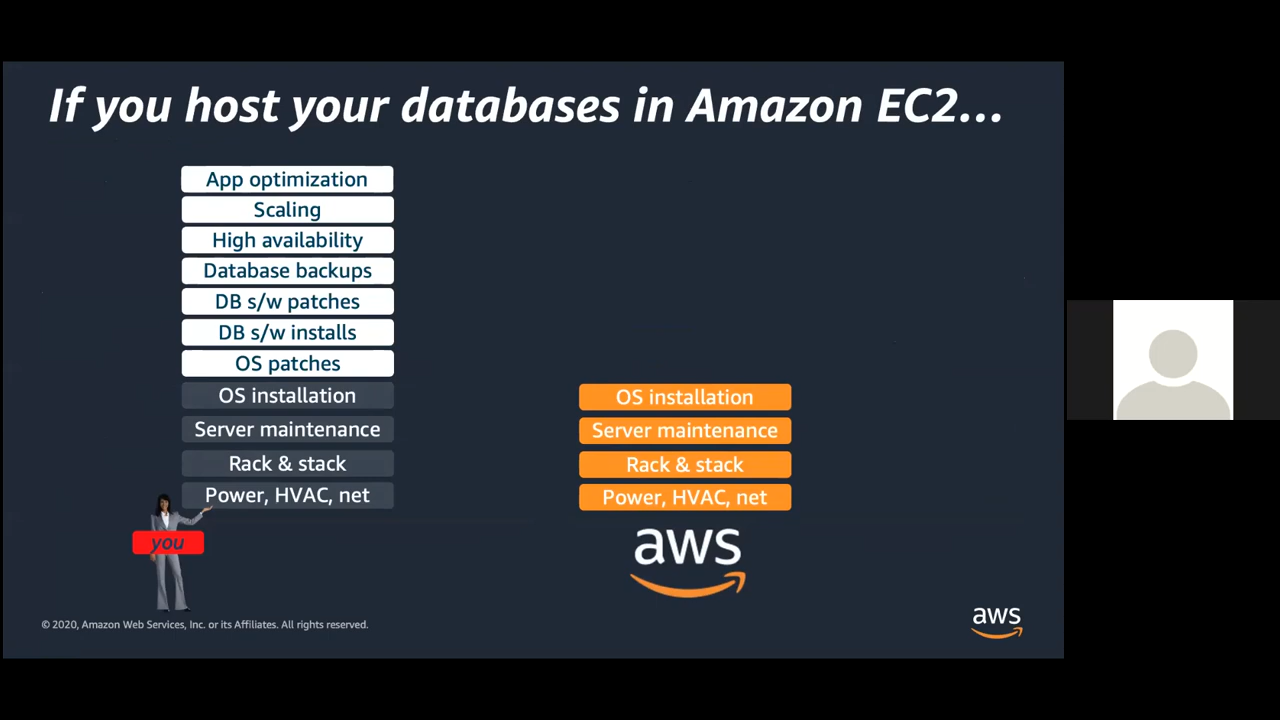 If you host your databases in Amazon EC2...
App optimization
Scaling
High availability
Database backups
DB s/w patches
DB s/w installs
OS patches
OS installation
Server maintenance
Rack & stack
Power, HVAC, net
you
OS installation
Server maintenance
Rack & stack
Power, HVAC, net
aws
© 2020, Amazon Web Services, Inc. or its Affiliates. All rights reserved.
aws